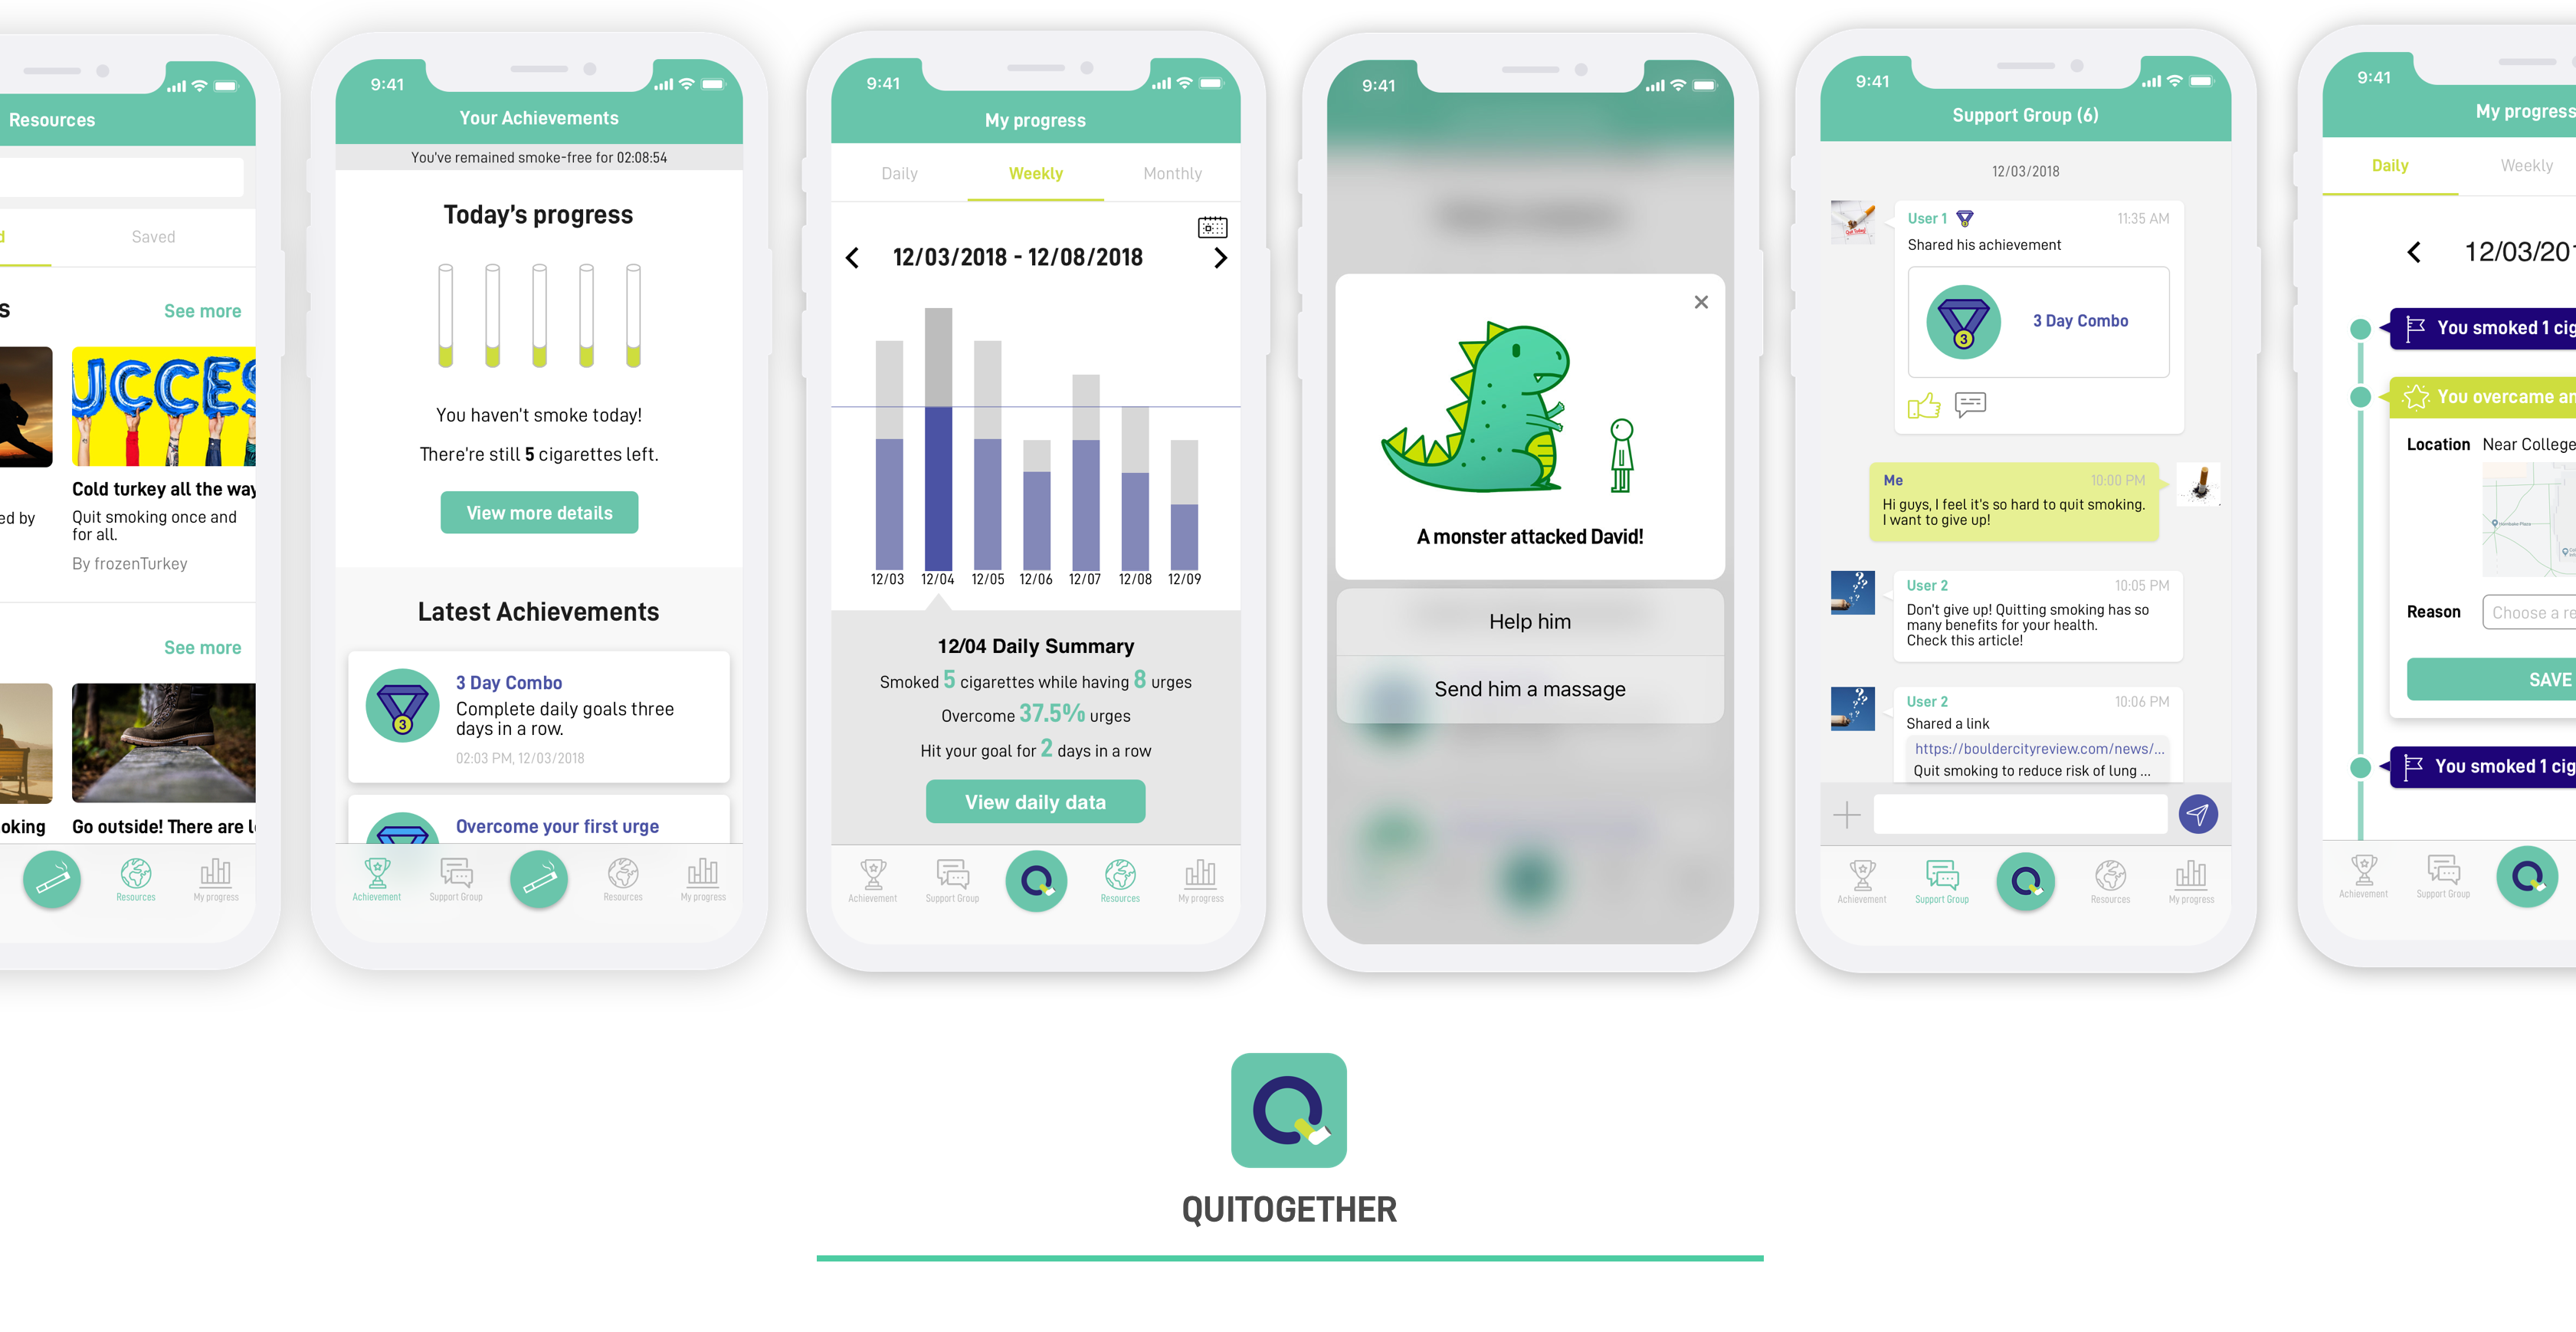 Resources
d
Saved
s
See more
UCCES
Cold turkey all the way
ed by
Quit smoking once and
for all.
By frozenTurkey
See more
oking
Go outside! There are l
Resources
My progress
9:41
Your Achievements
You've remained smoke-free for 02:08:54
Today's progress
You haven't smoke today!
There're still 5 cigarettes left.
View more details
Latest Achievements
3 Day Combo
Complete daily goals three
days in a row.
02:03 PM, 12/03/2018
3
Overcome your first urge
Achievement
Support Group
Resources
My progress
9:41
My progress
Daily
Weekly
Monthly
12/03/2018 - 12/08/2018
12/03
12/04
12/05
12/06
12/07
12/08
12/09
12/04 Daily Summary
Smoked 5 cigarettes while having 8 urges
Overcome 37.5% urges
Hit your goal for 2 days in a row
View daily data
Achievement
Support Group
Q
Resources
My progress
9:41
A monster attacked David!
Help him
Send him a massage
9:41
Support Group (6)
12/03/2018
User 1
11:35 AM
Shared his achievement
3
3 Day Combo
Me
10:00 PM
Hi guys, I feel it's so hard to quit smoking.
I want to give up!
User 2
10:05 PM
Don't give up! Quitting smoking has so
many benefits for your health.
Check this article!
User 2
10:06 PM
Shared a link
https://bouldercityreview.com/news/...
Quit smoking to reduce risk of lung ...
Achievement
Support Group
Q
Resources
My progress
9:41
My progress
Daily
Weekly
12/03/201
You smoked 1 cig
You overcame an
Location
Near College
Reason
Choose a re
SAVE
You smoked 1 cig
Achievement
Support Group
Q
Q
QUITOGETHER